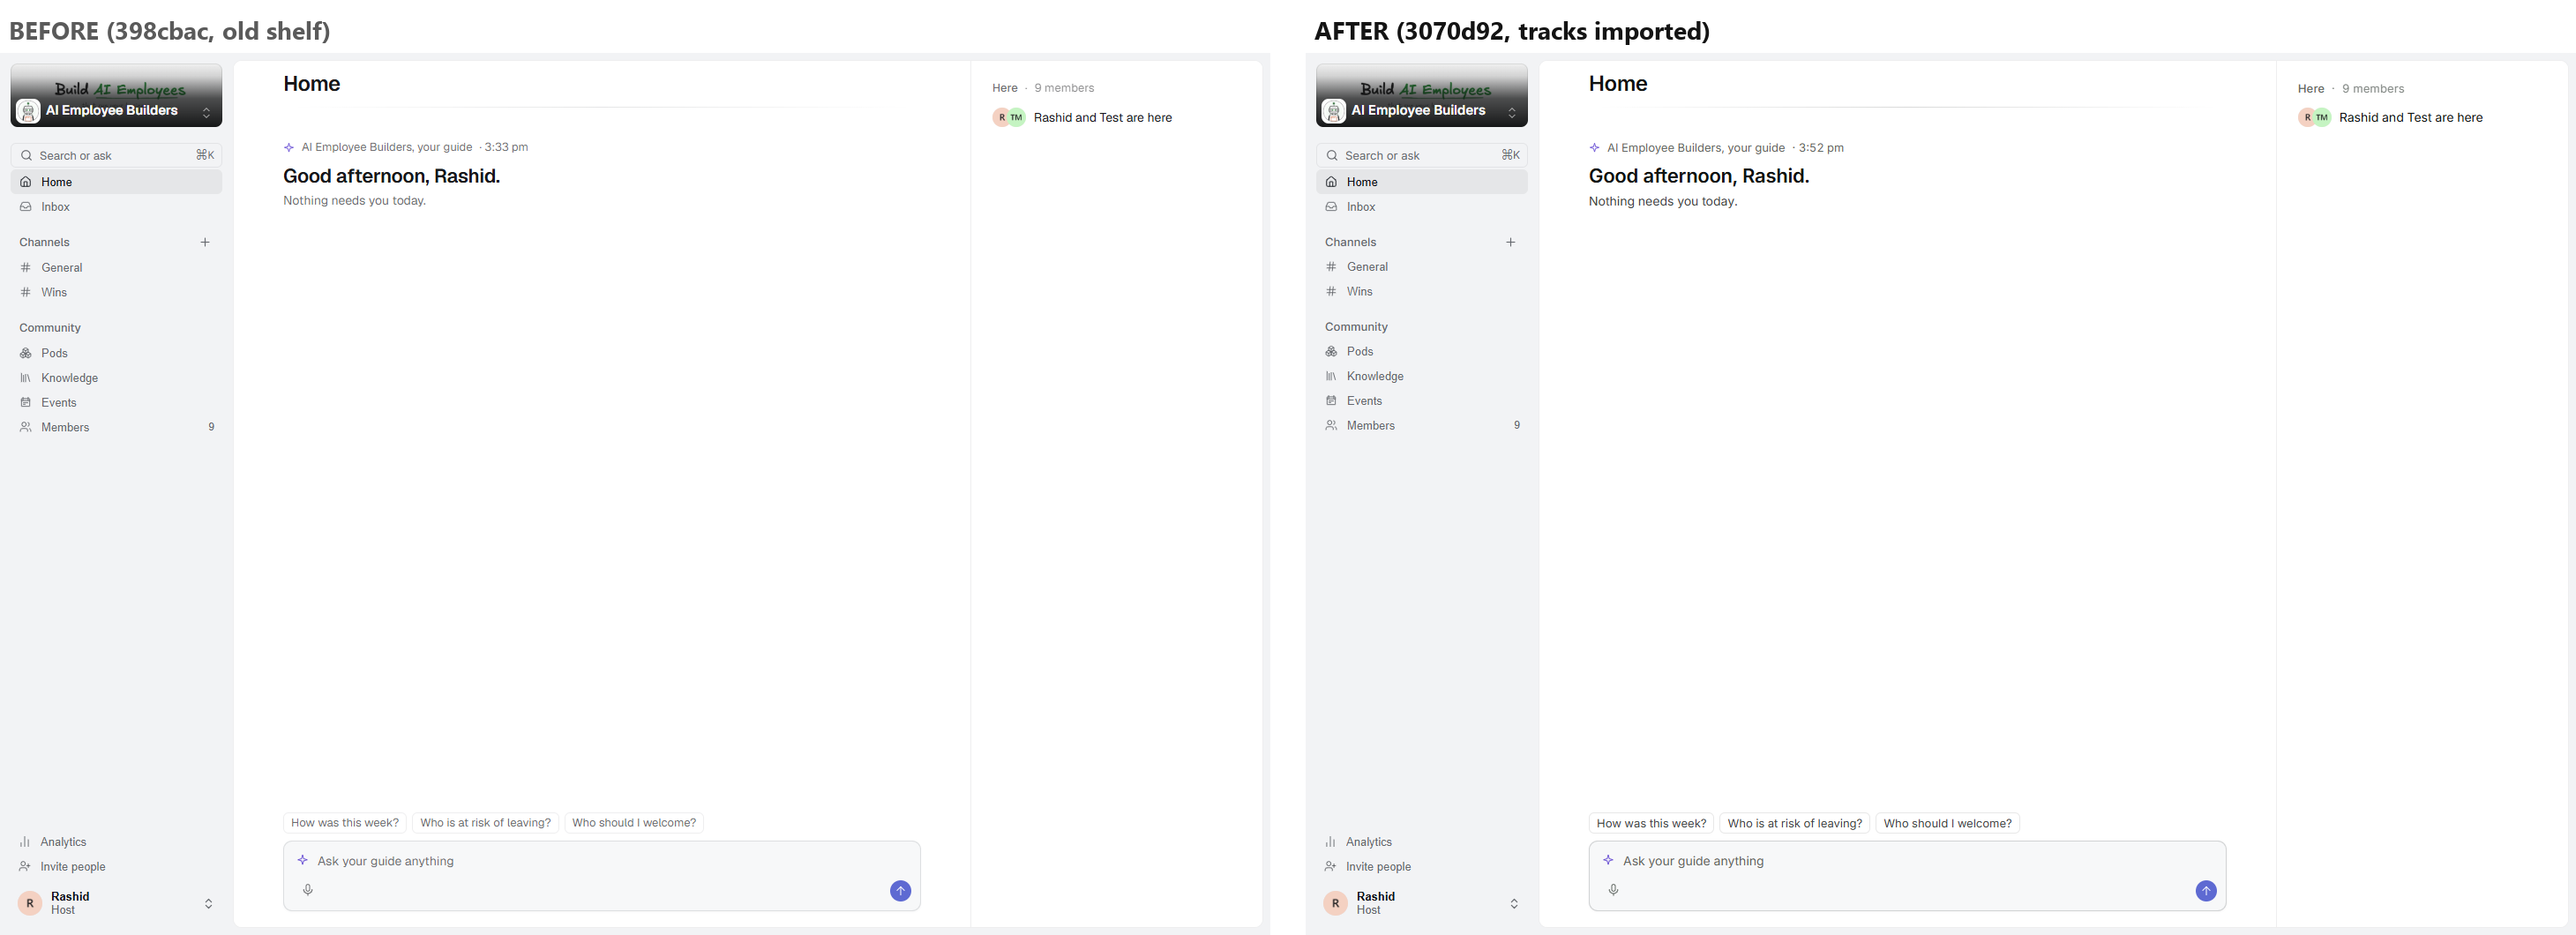 BEFORE (398cbac, old shelf)
Build AI Employees
AI Employee Builders
Search or ask ⌘K
Home
Inbox
Channels +
# General
# Wins
Community
Pods
Knowledge
Events
Members 9
Analytics
Invite people
R Rashid
Host
Home
AI Employee Builders, your guide · 3:33 pm
Good afternoon, Rashid.
Nothing needs you today.
How was this week? Who is at risk of leaving? Who should I welcome?
Ask your guide anything
Here · 9 members
R TM Rashid and Test are here
AFTER (3070d92, tracks imported)
Build AI Employees
AI Employee Builders
Search or ask ⌘K
Home
Inbox
Channels +
# General
# Wins
Community
Pods
Knowledge
Events
Members 9
Analytics
Invite people
R Rashid
Host
Home
AI Employee Builders, your guide · 3:52 pm
Good afternoon, Rashid.
Nothing needs you today.
How was this week? Who is at risk of leaving? Who should I welcome?
Ask your guide anything
Here · 9 members
R TM Rashid and Test are here